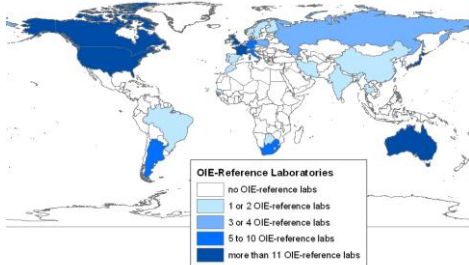 OIE-Reference Laboratories
no OIE-reference labs
1 or 2 OIE-reference labs
3 or 4 OIE-reference labs
5 to 10 OIE-reference labs
more than 11 OIE-reference labs